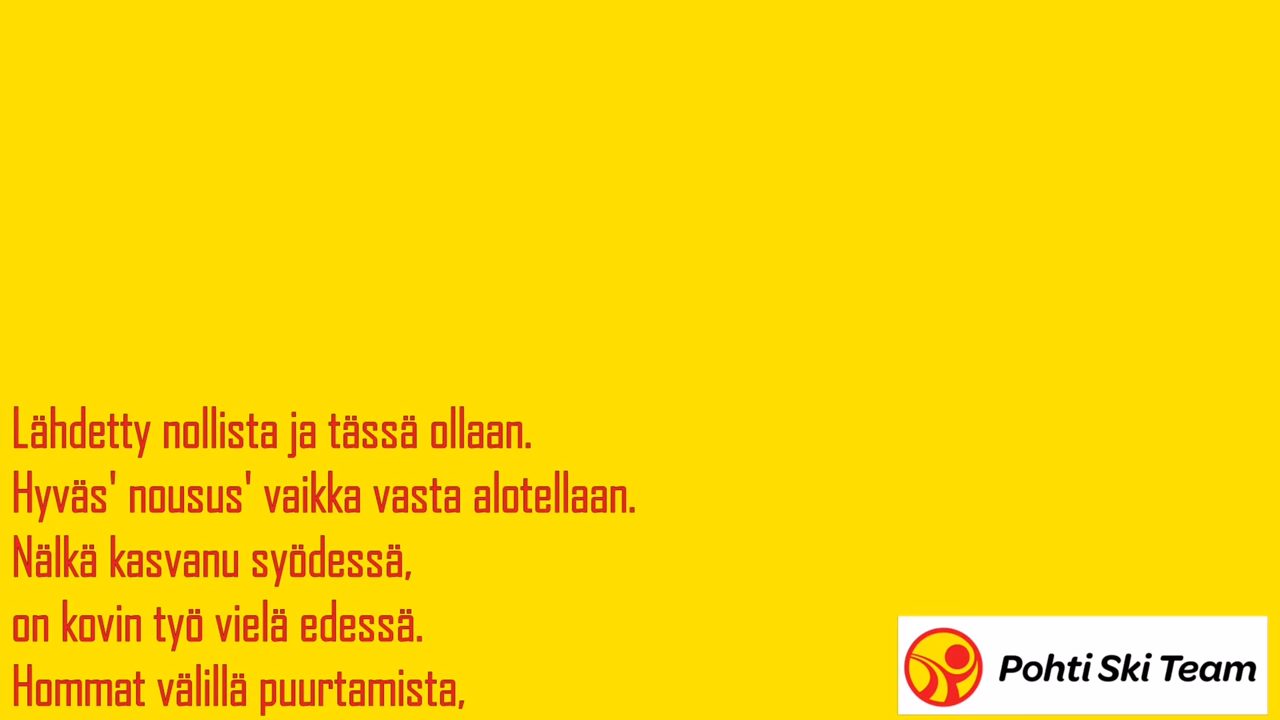 Lähdetty nollista ja tässä ollaan.
Hyväs' nousus' vaikka vasta alotellaan.
Nälkä kasvanu syödessä,
on kovin työ vielä edessä.
Hommat välillä puurtamista,
Pohti Ski Team